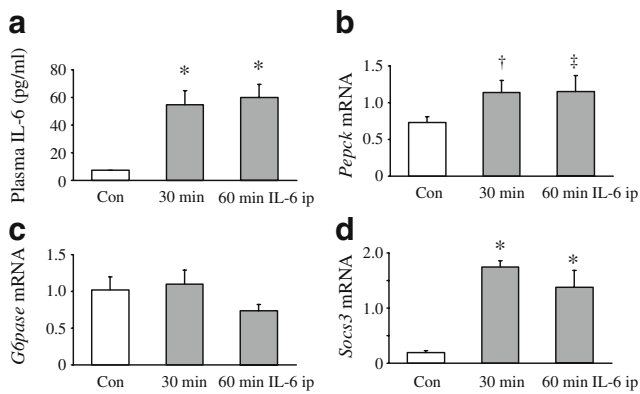 a
Plasma IL-6 (pg/ml)
80
60
40
20
0
* *
Con 30 min 60 min IL-6 ip
b
Pepck mRNA
1.5
1.0
0.5
0
† ‡
Con 30 min 60 min IL-6 ip
c
G6pase mRNA
1.5
1.0
0.5
0
Con 30 min 60 min IL-6 ip
d
Socs3 mRNA
2.0
1.0
0
* *
Con 30 min 60 min IL-6 ip